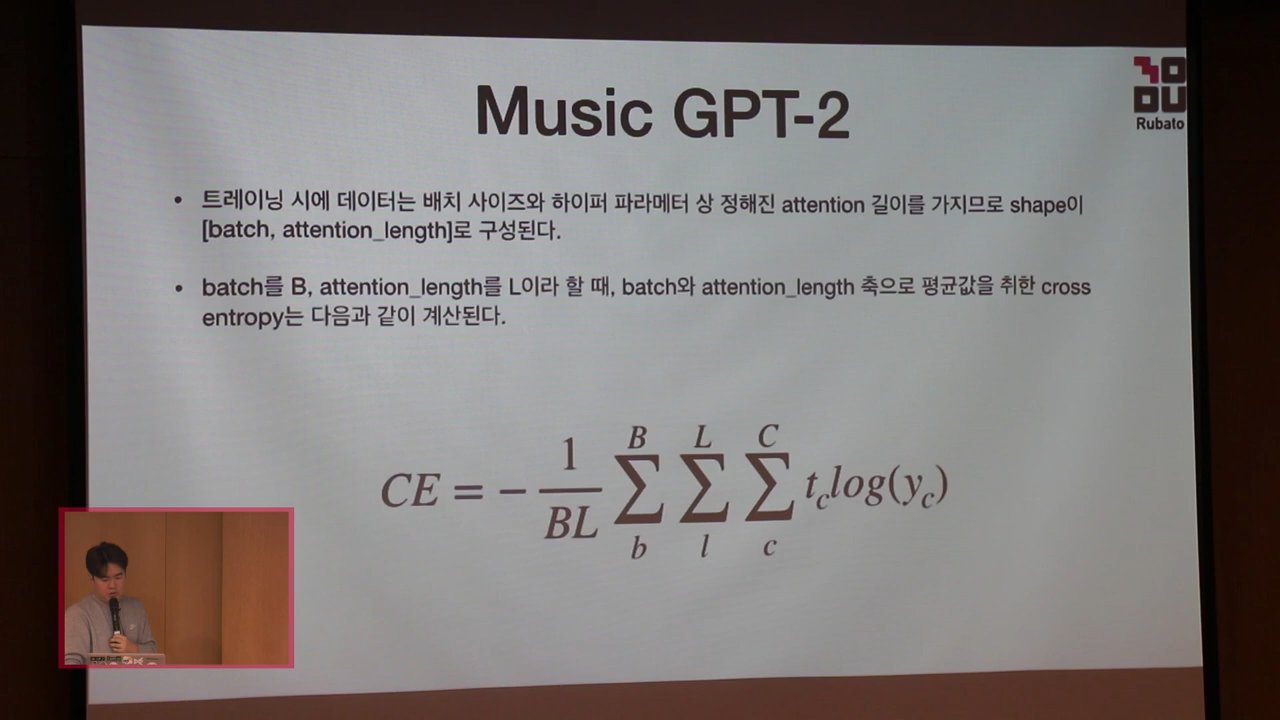 Music GPT-2
MODU
Rubato
• 트레이닝 시에 데이터는 배치 사이즈와 하이퍼 파라메터 상 정해진 attention 길이를 가지므로 shape이
[batch, attention_length]로 구성된다.
• batch를 B, attention_length를 L이라 할 때, batch와 attention_length 축으로 평균값을 취한 cross
entropy는 다음과 같이 계산된다.
CE = − 1/BL ∑_b^B ∑_l^L ∑_c^C t_c log(y_c)